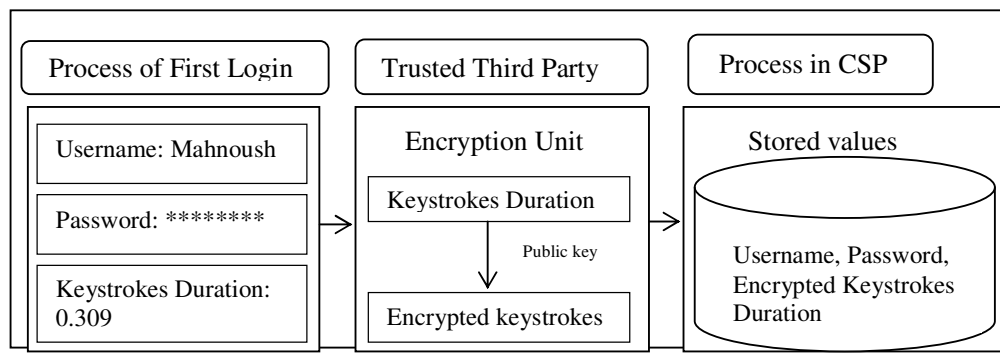 Process of First Login
Trusted Third Party
Process in CSP
Username: Mahnoush
Password: ********
Keystrokes Duration:
0.309
Encryption Unit
Keystrokes Duration
Public key
Encrypted keystrokes
Stored values
Username, Password,
Encrypted Keystrokes
Duration